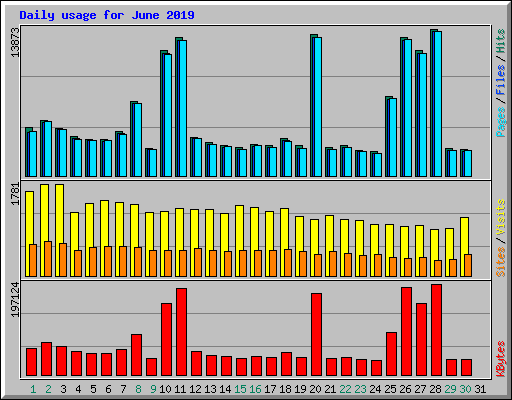 Daily usage for June 2019
13873
Pages/Files/Hits
1781
Sites/Visits
197124
KBytes
1 2 3 4 5 6 7 8 9 10 11 12 13 14 15 16 17 18 19 20 21 22 23 24 25 26 27 28 29 30 31